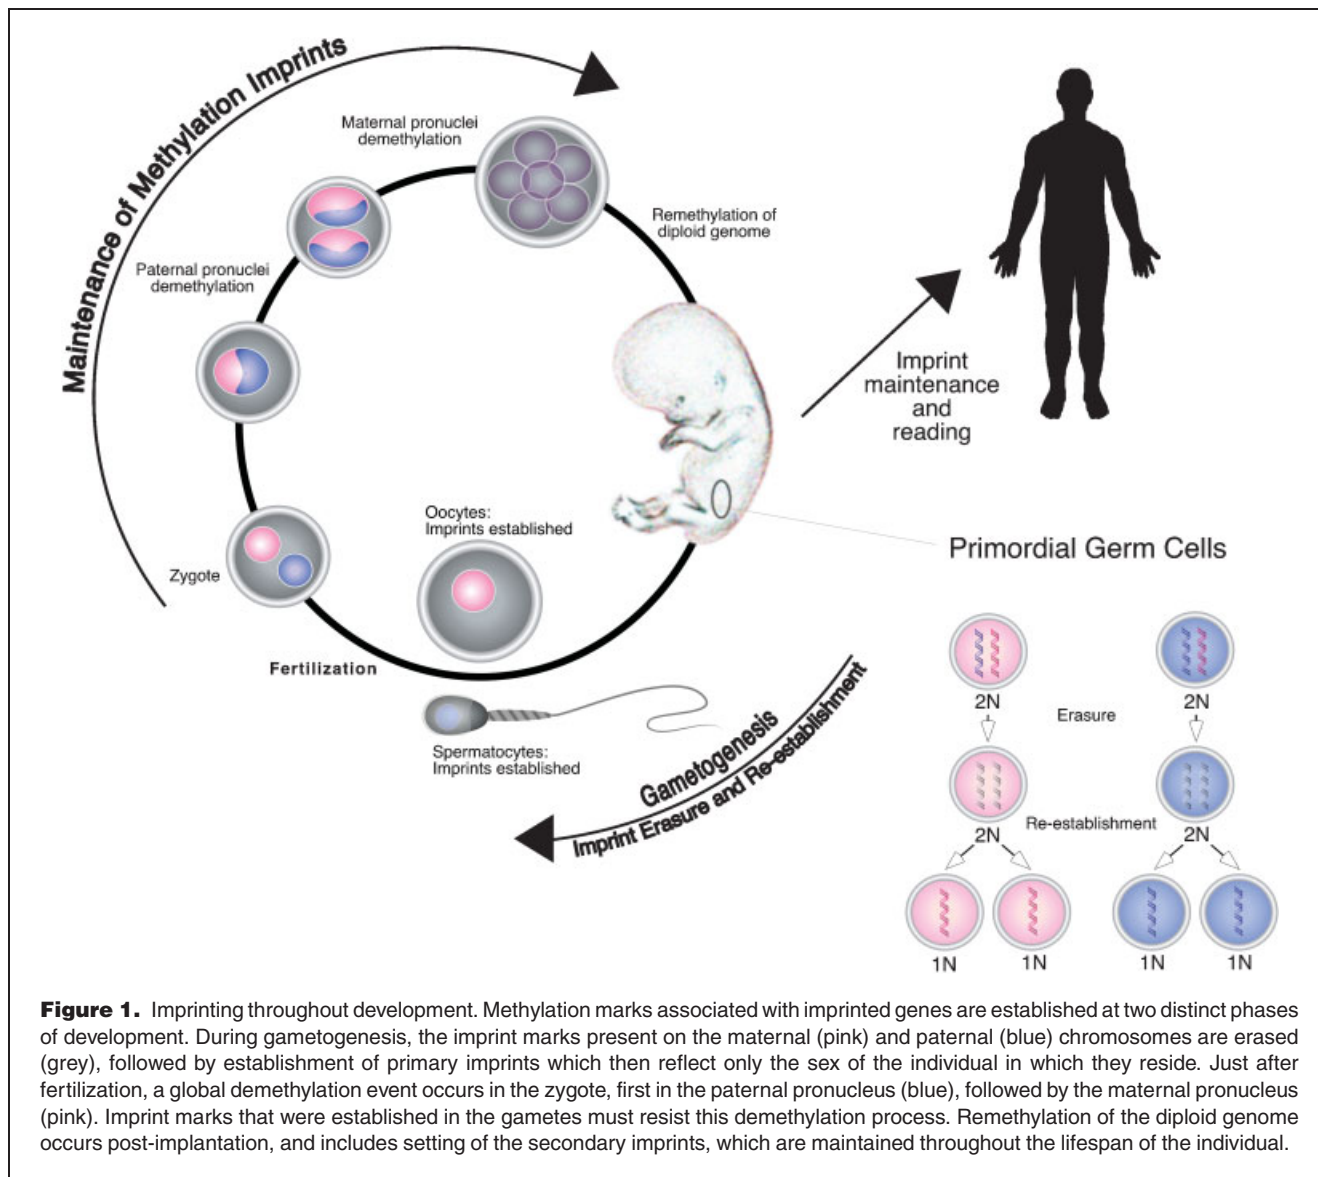 Maintenance of Methylation Imprints
Maternal pronuclei
demethylation
Remethylation of
diploid genome
Paternal pronuclei
demethylation
Imprint
maintenance
and
reading
Oocytes:
Imprints established
Zygote
Primordial Germ Cells
Fertilization
Spermatocytes:
Imprints established
Gametogenesis
Imprint Erasure and Re-establishment
2N
2N
Erasure
Re-establishment
2N
2N
1N
1N
1N
1N
Figure 1. Imprinting throughout development. Methylation marks associated with imprinted genes are established at two distinct phases
of development. During gametogenesis, the imprint marks present on the maternal (pink) and paternal (blue) chromosomes are erased
(grey), followed by establishment of primary imprints which then reflect only the sex of the individual in which they reside. Just after
fertilization, a global demethylation event occurs in the zygote, first in the paternal pronucleus (blue), followed by the maternal pronucleus
(pink). Imprint marks that were established in the gametes must resist this demethylation process. Remethylation of the diploid genome
occurs post-implantation, and includes setting of the secondary imprints, which are maintained throughout the lifespan of the individual.